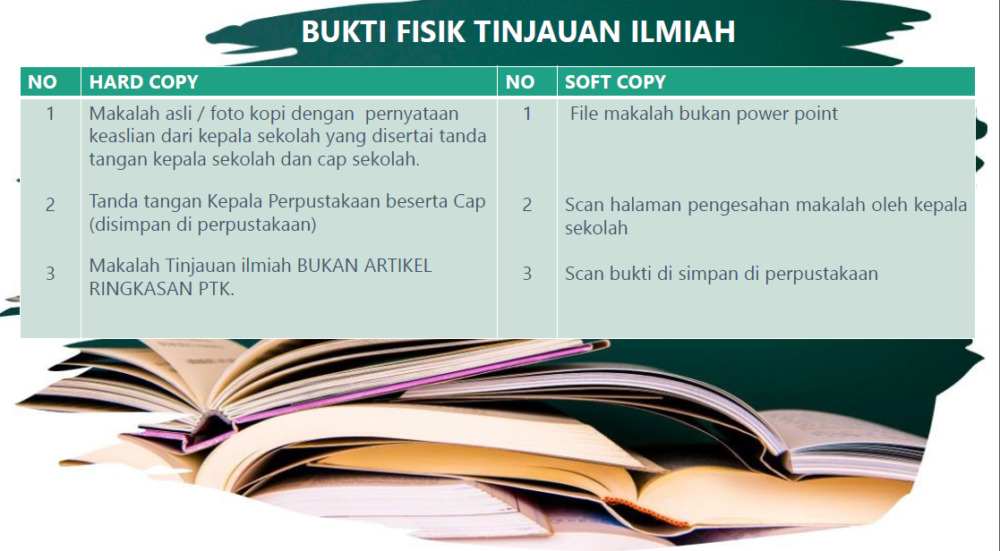 BUKTI FISIK TINJAUAN ILMIAH
NO HARD COPY NO SOFT COPY
1 Makalah asli / foto kopi dengan pernyataan
keaslian dari kepala sekolah yang disertai tanda
tangan kepala sekolah dan cap sekolah.
1 File makalah bukan power point
2 Tanda tangan Kepala Perpustakaan beserta Cap
(disimpan di perpustakaan)
2 Scan halaman pengesahan makalah oleh kepala
sekolah
3 Makalah Tinjauan ilmiah BUKAN ARTIKEL
RINGKASAN PTK.
3 Scan bukti di simpan di perpustakaan